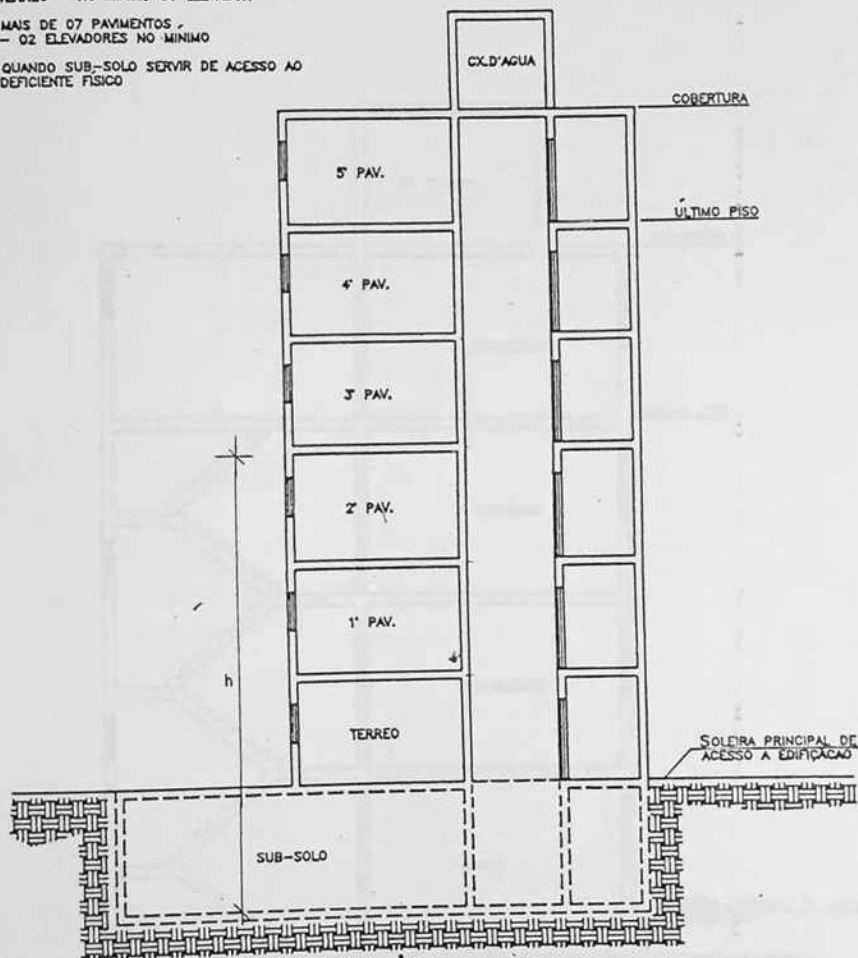 MAIS DE 07 PAVIMENTOS
- 02 ELEVADORES NO MINIMO
QUANDO SUB-SOLO SERVIR DE ACESSO AO
DEFICIENTE FÍSICO
CX.D'AGUA
COBERTURA
5° PAV.
ÚLTIMO PISO
4° PAV.
3° PAV.
2° PAV.
1° PAV.
h
TERREO
SOLEIRA PRINCIPAL DE
ACESSO A EDIFICACAO
SUB-SOLO